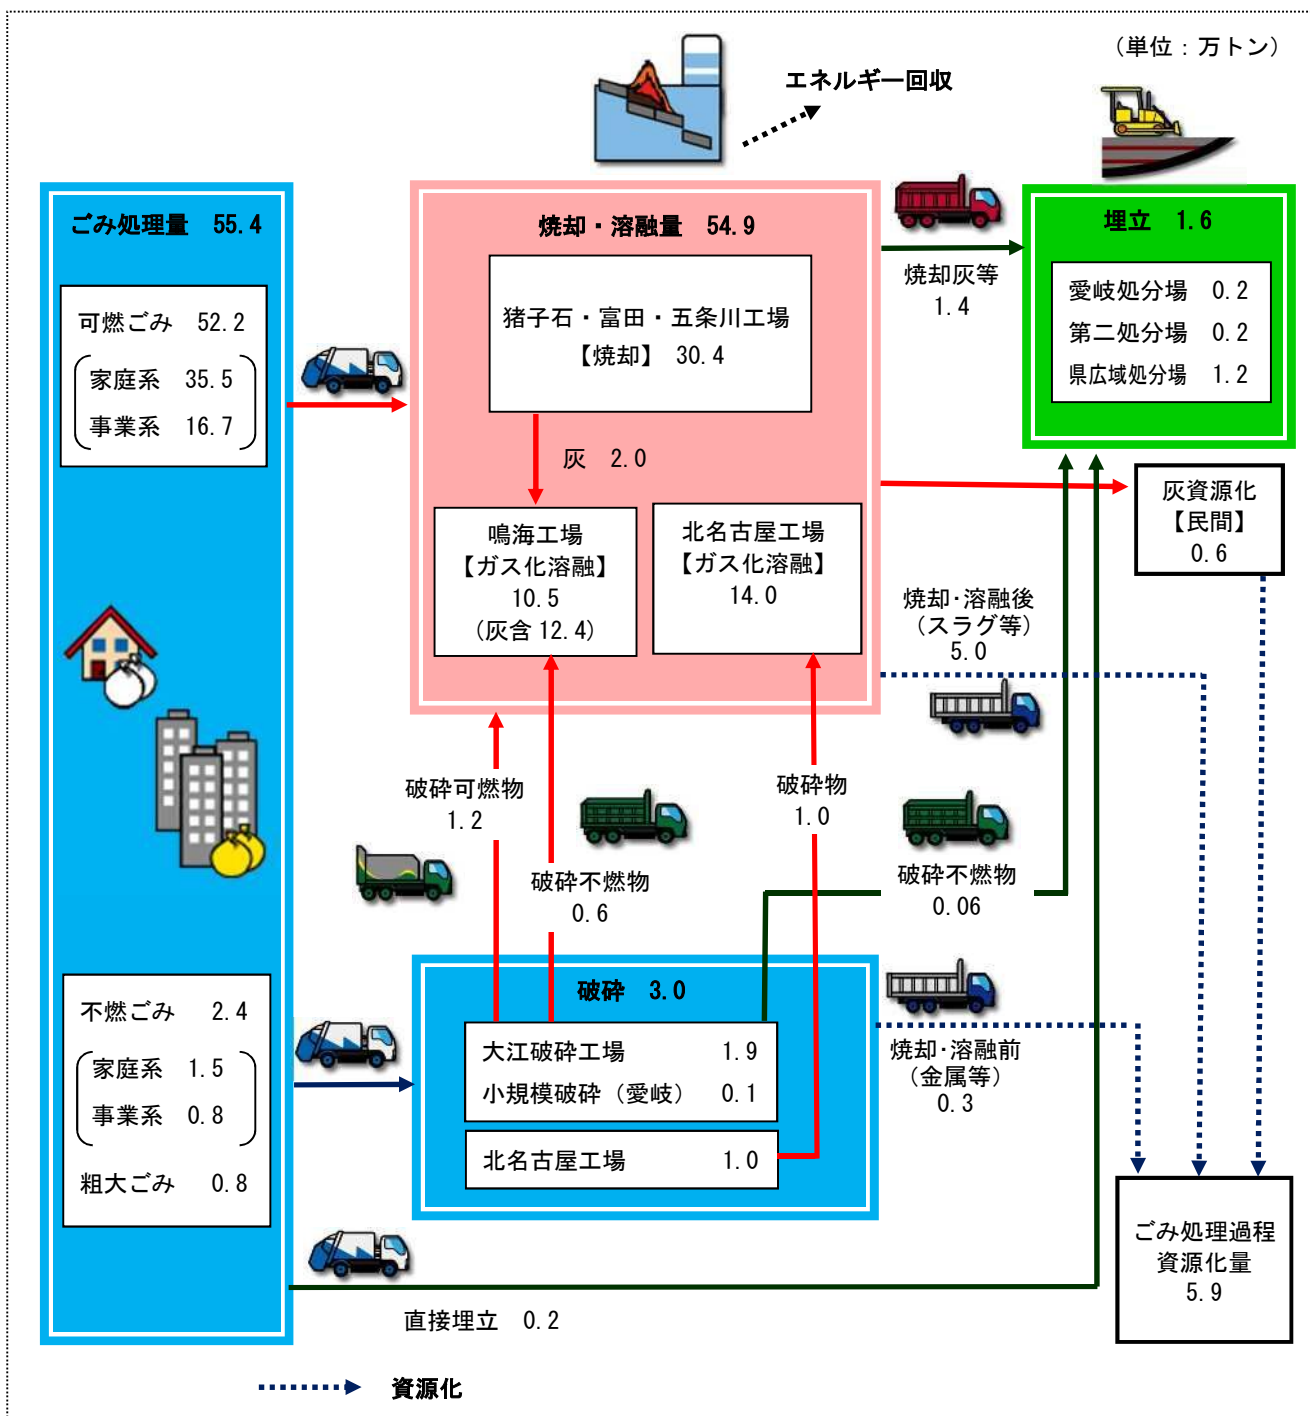 （単位：万トン）
エネルギー回収
ごみ処理量　55.4
可燃ごみ　52.2
家庭系　35.5
事業系　16.7
不燃ごみ　2.4
家庭系　1.5
事業系　0.8
粗大ごみ　0.8
焼却・溶融量　54.9
猪子石・富田・五条川工場
【焼却】 30.4
灰　2.0
鳴海工場
【ガス化溶融】
10.5
（灰含 12.4）
北名古屋工場
【ガス化溶融】
14.0
焼却灰等
1.4
埋立　1.6
愛岐処分場　0.2
第二処分場　0.2
県広域処分場　1.2
灰資源化
【民間】
0.6
焼却・溶融後
（スラグ等）
5.0
破砕可燃物
1.2
破砕不燃物
0.6
破砕物
1.0
破砕不燃物
0.06
破砕　3.0
大江破砕工場　1.9
小規模破砕（愛岐）　0.1
北名古屋工場　1.0
焼却・溶融前
（金属等）
0.3
ごみ処理過程
資源化量
5.9
直接埋立　0.2
資源化